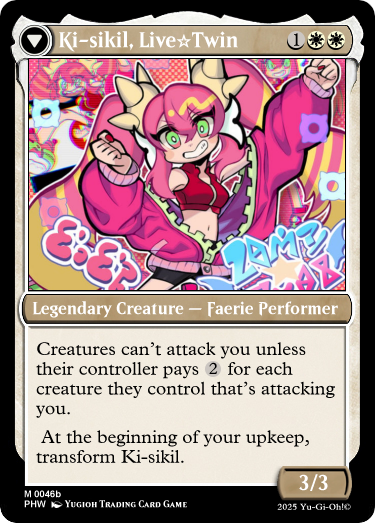 Ki-sikil, Live☆Twin 1
Legendary Creature — Faerie Performer
Creatures can't attack you unless
their controller pays 2 for each
creature they control that's attacking
you.
At the beginning of your upkeep,
transform Ki-sikil.
3/3
M 0046b
PHW Yugioh Trading Card Game
2025 Yu-Gi-Oh!©